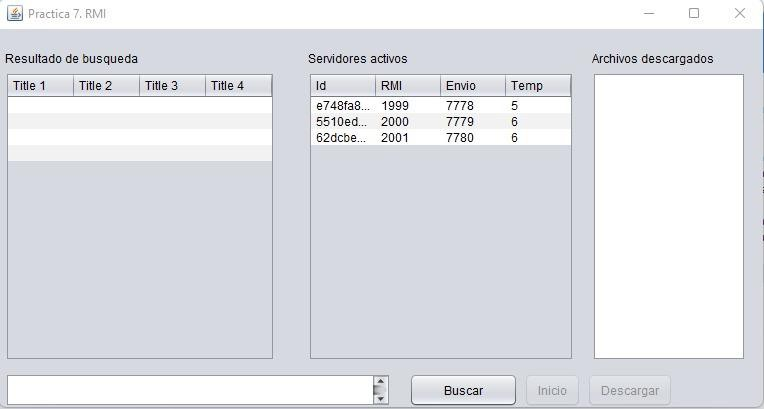 Practica 7. RMI
Resultado de busqueda
Servidores activos
Archivos descargados
Title 1 Title 2 Title 3 Title 4
Id RMI Envio Temp
e748fa8... 1999 7778 5
5510ed... 2000 7779 6
62dcbe... 2001 7780 6
Buscar Inicio Descargar